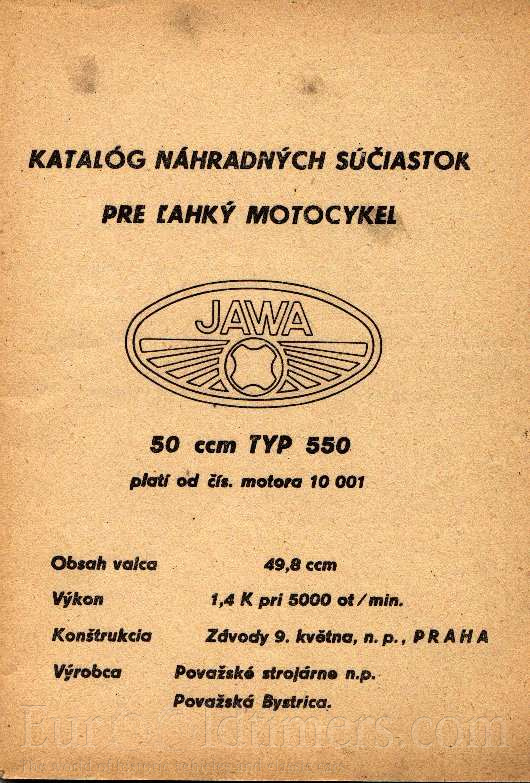 KATALÓG NÁHRADNÝCH SÚČIASTOK
PRE ĽAHKÝ MOTOCYKEL
JAWA
50 ccm TYP 550
platí od čís. motora 10 001
Obsah valca 49,8 ccm
Výkon 1,4 K pri 5000 ot/min.
Konštrukcia Závody 9. května, n. p., PRAHA
Výrobca Považské strojárne n.p.
Považská Bystrica.